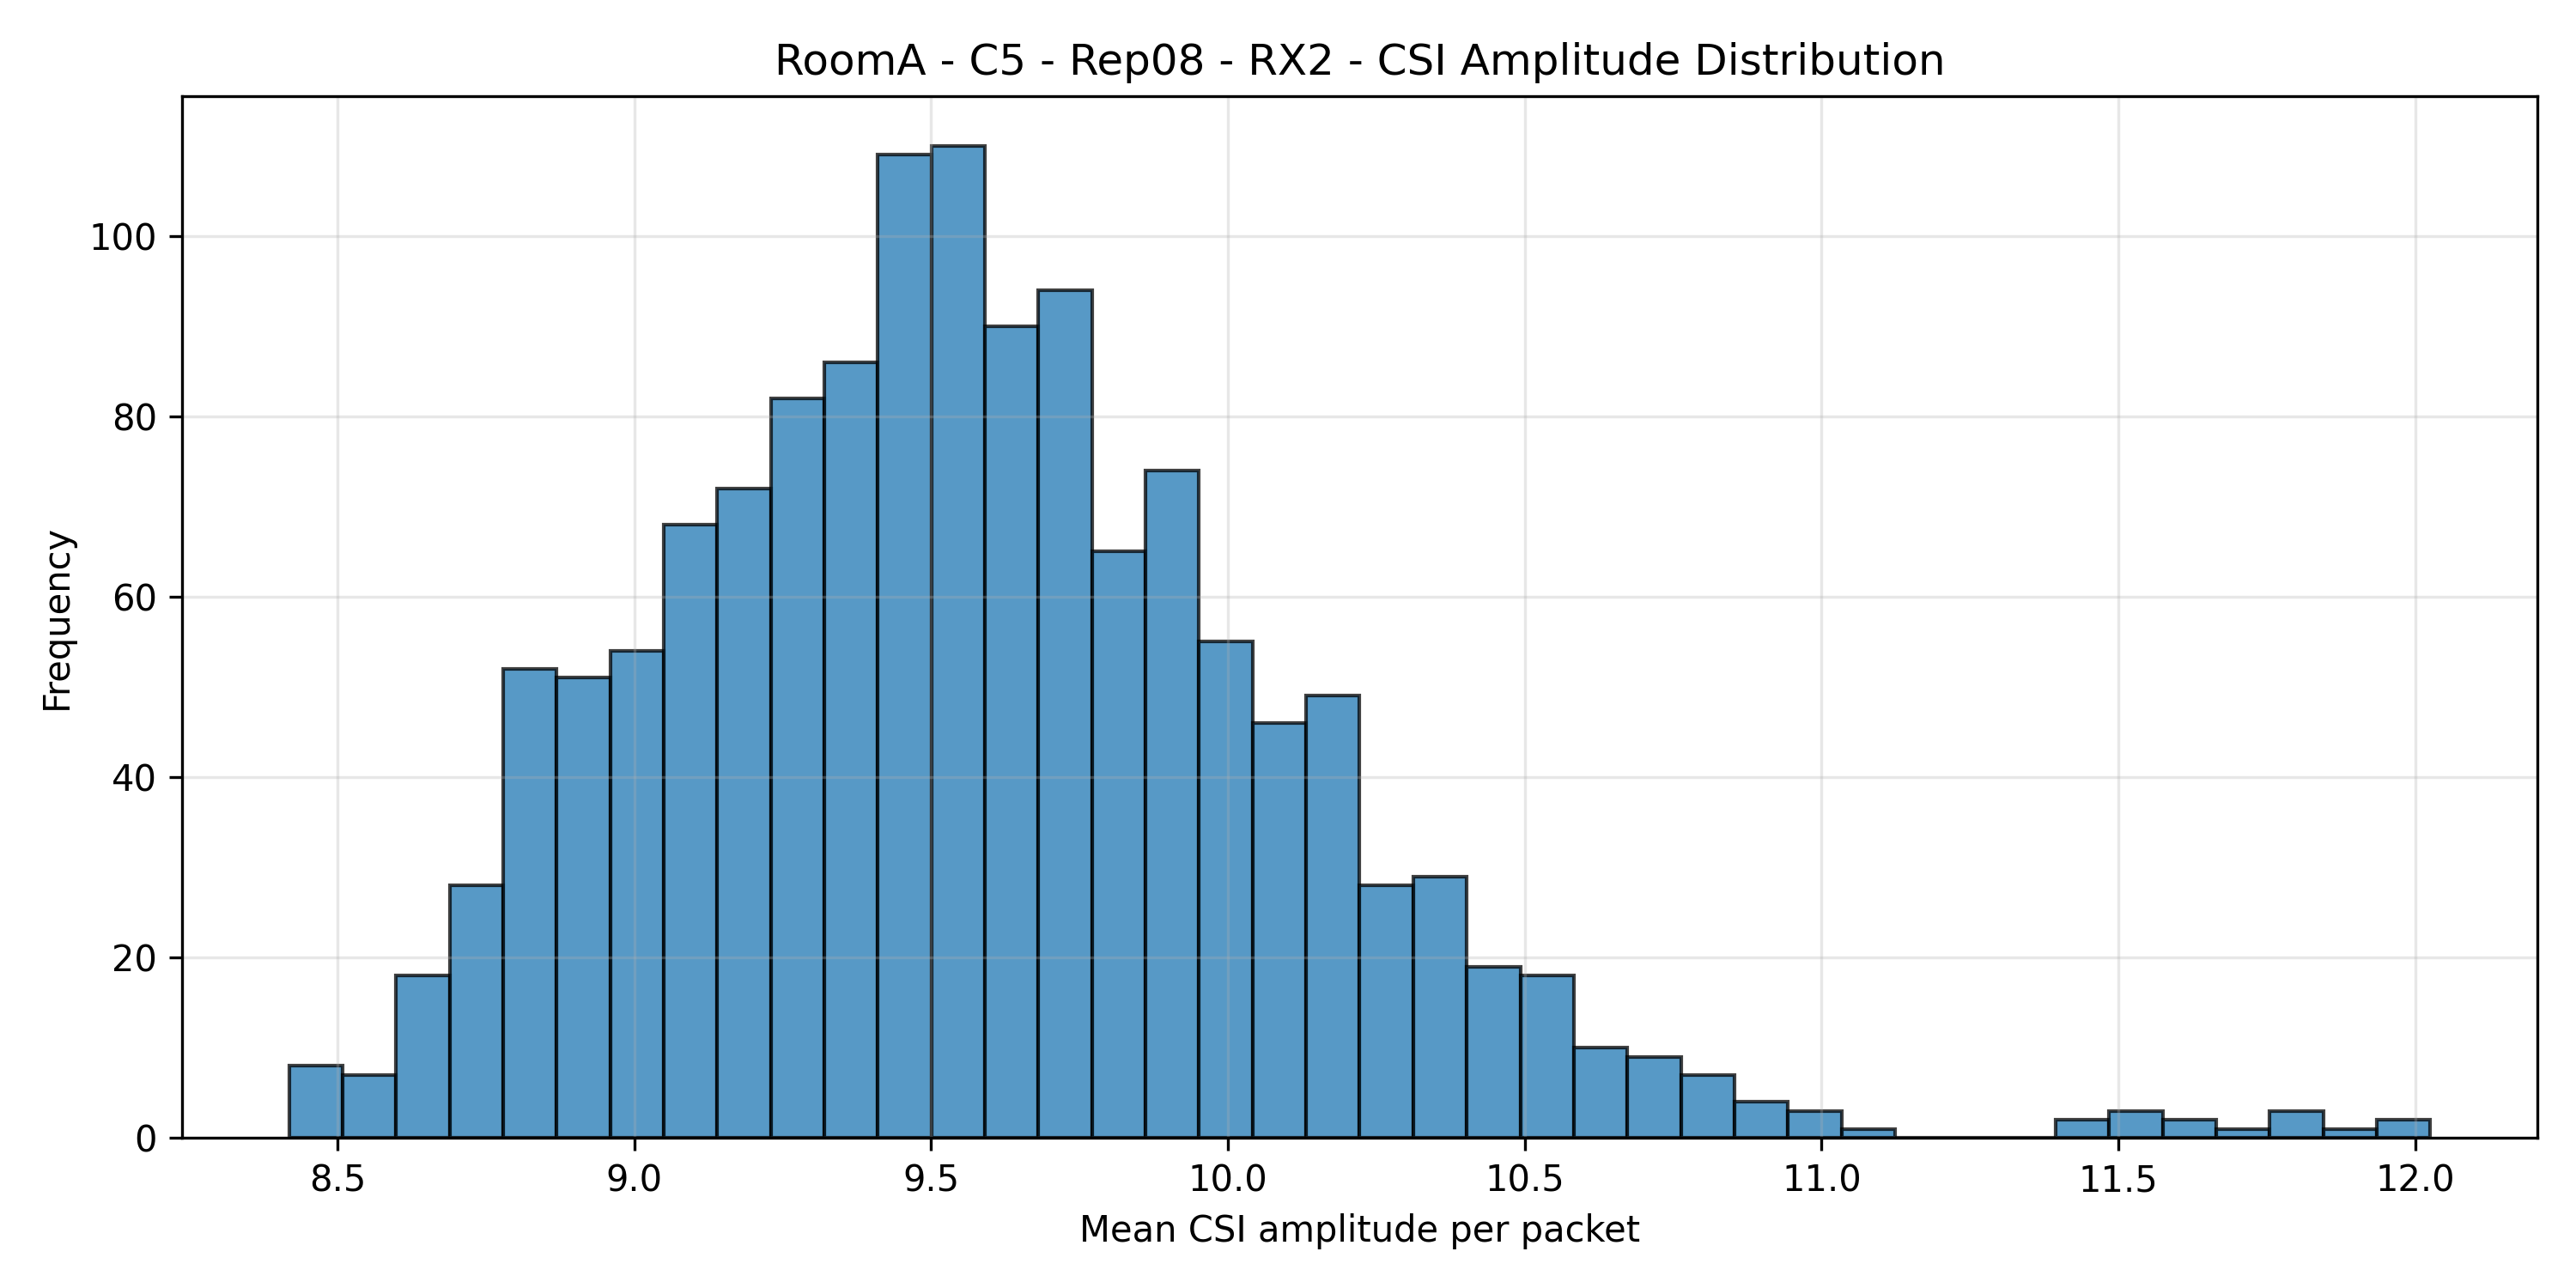 RoomA - C5 - Rep08 - RX2 - CSI Amplitude Distribution
Frequency
100
80
60
40
20
0
8.5 9.0 9.5 10.0 10.5 11.0 11.5 12.0
Mean CSI amplitude per packet